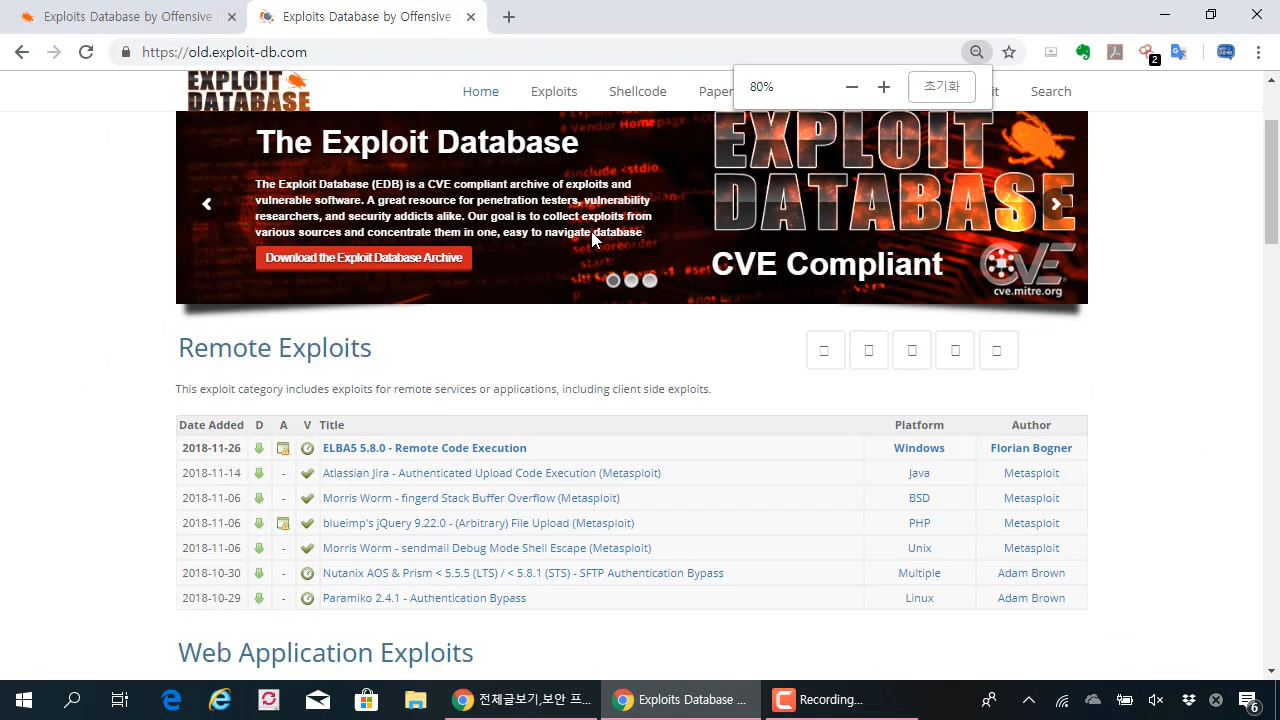 Exploits Database by Offensive
Exploits Database by Offensive
https://old.exploit-db.com
2
80%
초기화
EXPLOIT
DATABASE
Home
Exploits
Shellcode
Paper
Search
The Exploit Database
The Exploit Database (EDB) is a CVE compliant archive of exploits and
vulnerable software. A great resource for penetration testers, vulnerability
researchers, and security addicts alike. Our goal is to collect exploits from
various sources and concentrate them in one, easy to navigate database
Download the Exploit Database Archive
EXPLOIT
DATABASE
CVE Compliant
CVE
cve.mitre.org
Remote Exploits
This exploit category includes exploits for remote services or applications, including client side exploits.
Date Added D A V Title Platform Author
2018-11-26 ELBA5 5.8.0 - Remote Code Execution Windows Florian Bogner
2018-11-14 - Atlassian Jira - Authenticated Upload Code Execution (Metasploit) Java Metasploit
2018-11-06 - Morris Worm - fingerd Stack Buffer Overflow (Metasploit) BSD Metasploit
2018-11-06 blueimp's jQuery 9.22.0 - (Arbitrary) File Upload (Metasploit) PHP Metasploit
2018-11-06 - Morris Worm - sendmail Debug Mode Shell Escape (Metasploit) Unix Metasploit
2018-10-30 - Nutanix AOS & Prism < 5.5.5 (LTS) / < 5.8.1 (STS) - SFTP Authentication Bypass Multiple Adam Brown
2018-10-29 - Paramiko 2.4.1 - Authentication Bypass Linux Adam Brown
Web Application Exploits
전체글보기,보안 프...
Exploits Database ...
Recording...
6